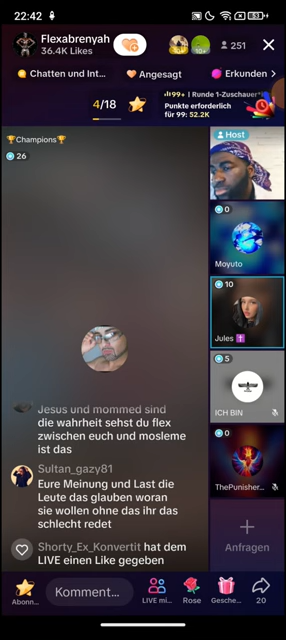 22:42
53
Flexabrenyah
36.4K Likes
10+
10+
251
Chatten und Int...
Angesagt
Erkunden
4/18
99+ | Runde 1-Zuschauer*
Punkte erforderlich
für 99: 52.2K
Champions
26
Host
0
Moyuto
10
Jules
5
ICH BIN
0
ThePunisher...
Anfragen
Jesus und mommed sind
die wahrheit sehst du flex
zwischen euch und mosleme
ist das
Sultan_gazy81
Eure Meinung und Last die
Leute das glauben woran
sie wollen ohne das ihr das
schlecht redet
Shorty_Ex_Konvertit hat dem
LIVE einen Like gegeben
Abonn...
Komment...
LIVE mi...
Rose
Gesche...
20